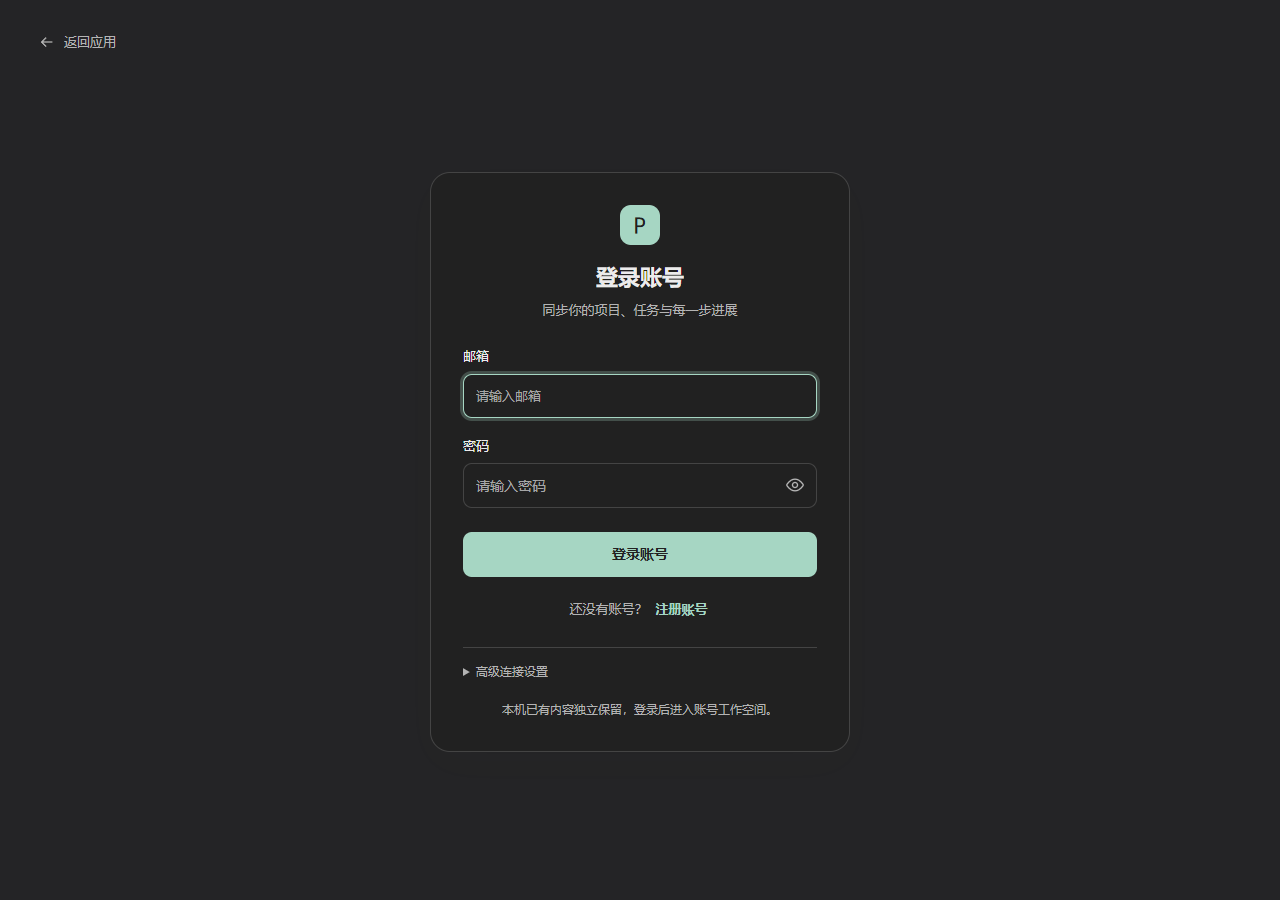 返回应用
P
登录账号
同步你的项目、任务与每一步进展
邮箱
请输入邮箱
密码
请输入密码
登录账号
还没有账号? 注册账号
高级连接设置
本机已有内容独立保留，登录后进入账号工作空间。